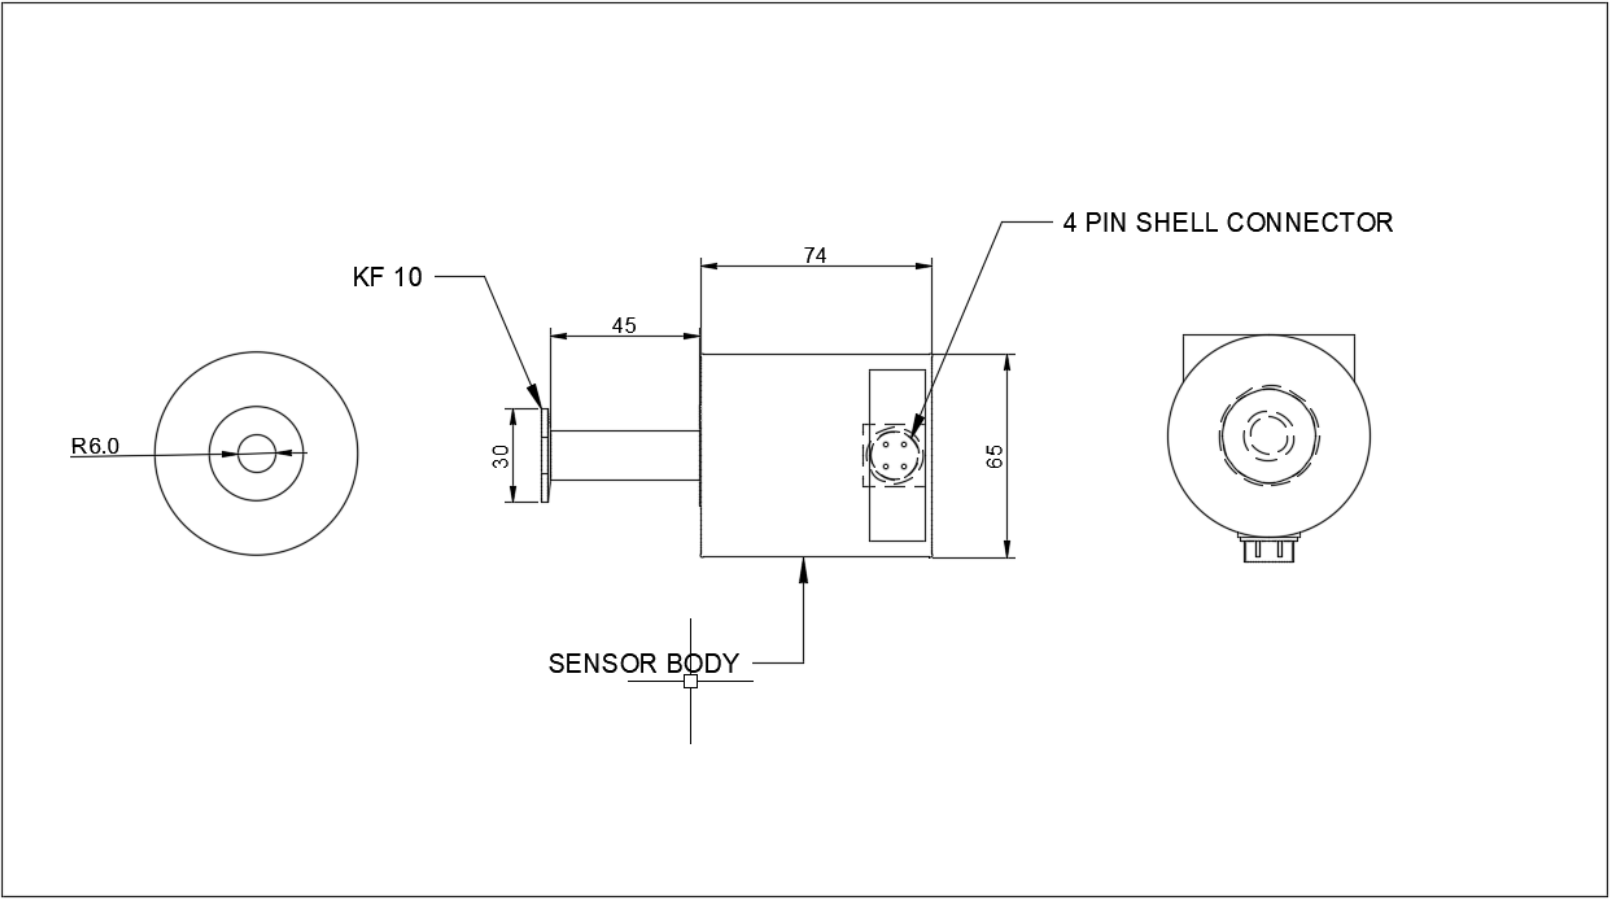 4 PIN SHELL CONNECTOR
74
KF 10
45
R6.0
30
65
SENSOR BODY